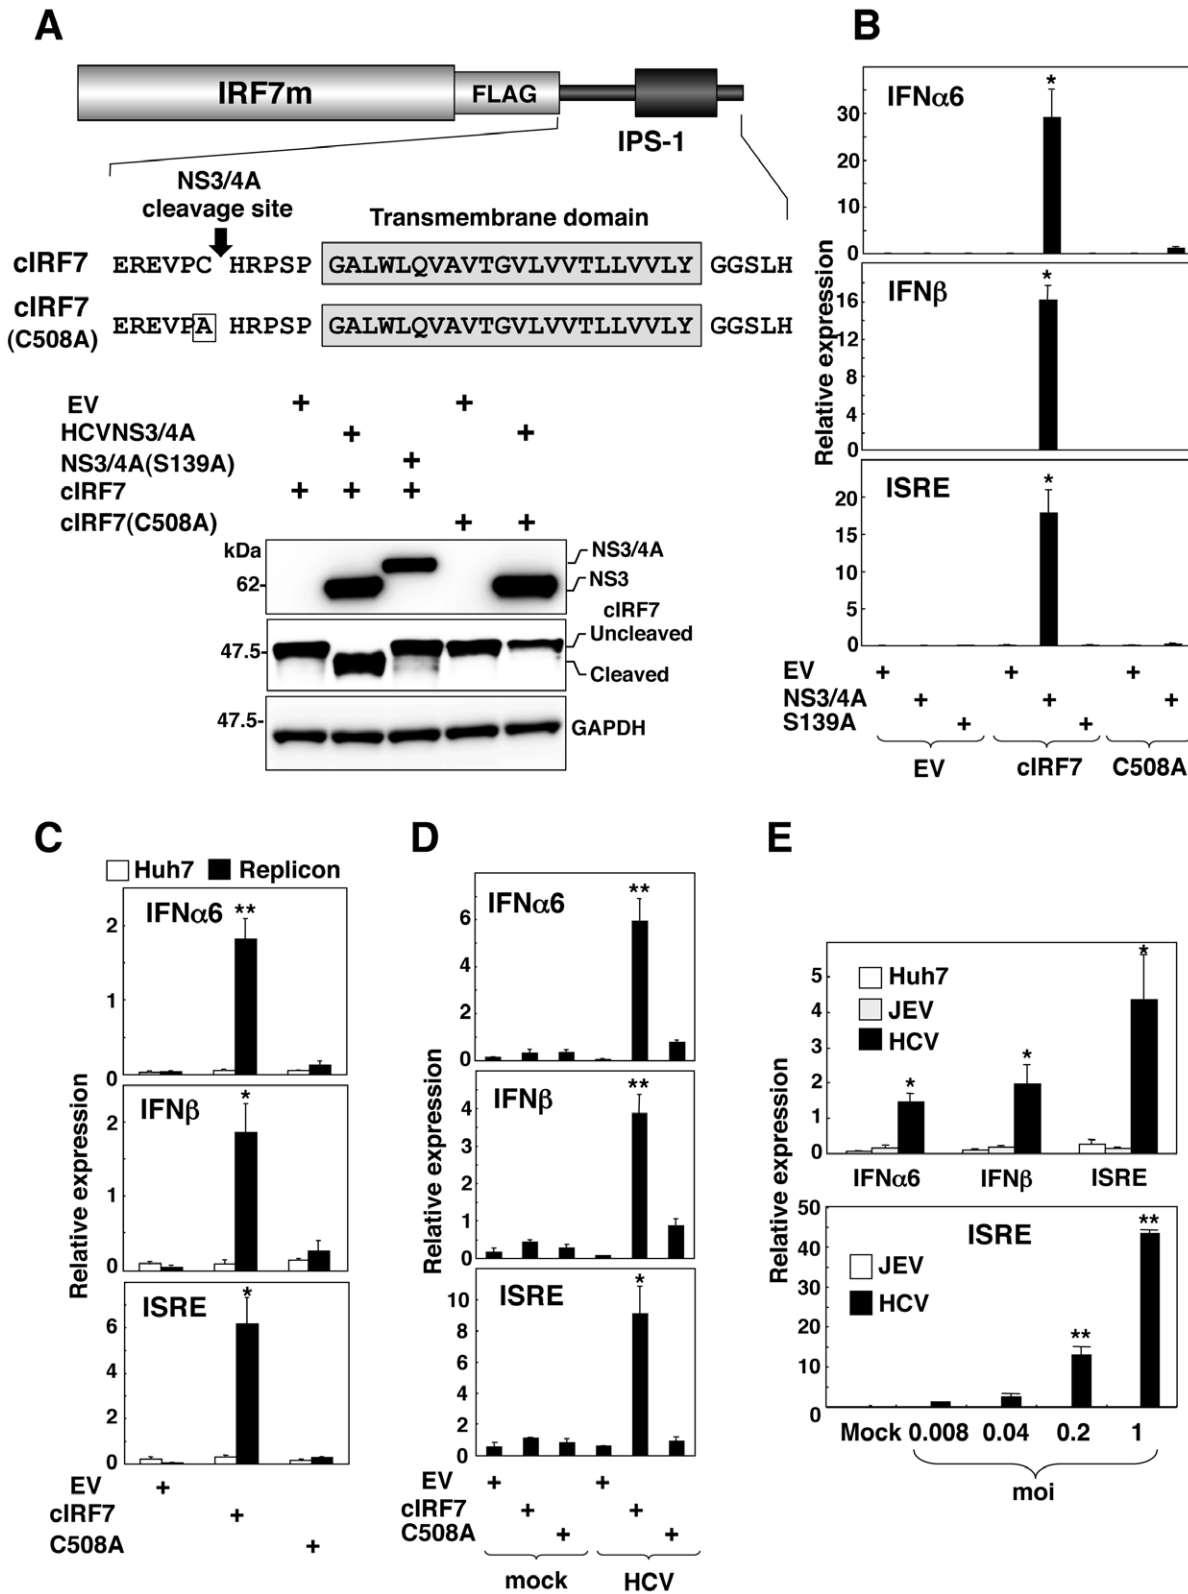 A
IRF7m
FLAG
IPS-1
NS3/4A
cleavage site
Transmembrane domain
cIRF7 EREVPC HRPSP GALWLQVAVTGVLVVTLLVVLY GGSLH
cIRF7
(C508A) EREVPA HRPSP GALWLQVAVTGVLVVTLLVVLY GGSLH
EV + +
HCVNS3/4A + +
NS3/4A(S139A) +
cIRF7 + + +
cIRF7(C508A) + +
kDa
62-
NS3/4A
NS3
cIRF7
47.5-
Uncleaved
Cleaved
47.5-
GAPDH
B
Relative expression
IFNα6
*
30
20
10
0
IFNβ
*
16
12
8
4
0
ISRE
*
20
15
10
5
0
EV + + +
NS3/4A + + +
S139A + +
EV cIRF7 C508A
C
Huh7 Replicon
Relative expression
IFNα6
**
2
1
0
IFNβ
*
2
1
0
ISRE
*
6
4
2
0
EV +
cIRF7 +
C508A +
D
Relative expression
IFNα6
**
6
4
2
0
IFNβ
**
4
3
2
1
0
ISRE
*
10
8
6
4
2
0
EV + +
cIRF7 + +
C508A + +
mock HCV
E
Relative expression
5
4
3
2
1
0
Huh7
JEV
HCV
* * *
IFNα6 IFNβ ISRE
50
40
30
20
10
0
ISRE
JEV
HCV
** **
Mock 0.008 0.04 0.2 1
moi